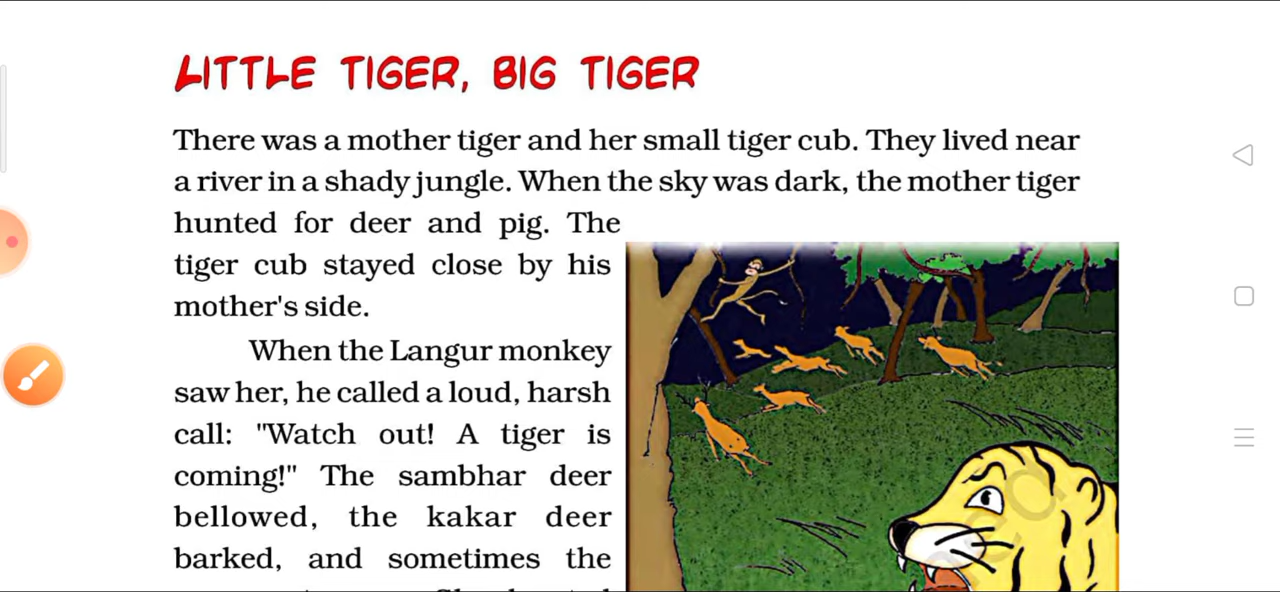 LITTLE TIGER, BIG TIGER
There was a mother tiger and her small tiger cub. They lived near
a river in a shady jungle. When the sky was dark, the mother tiger
hunted for deer and pig. The
tiger cub stayed close by his
mother's side.
When the Langur monkey
saw her, he called a loud, harsh
call: "Watch out! A tiger is
coming!" The sambhar deer
bellowed, the kakar deer
barked, and sometimes the